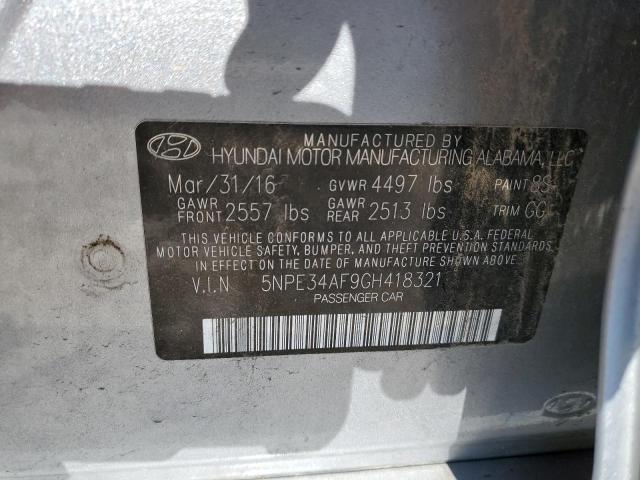 MANUFACTURED BY
HYUNDAI MOTOR MANUFACTURING ALABAMA, LLC
Mar/31/16 GVWR 4497 lbs PAINT 8S
GAWR FRONT 2557 lbs GAWR REAR 2513 lbs TRIM GG
THIS VEHICLE CONFORMS TO ALL APPLICABLE U.S.A. FEDERAL
MOTOR VEHICLE SAFETY, BUMPER, AND THEFT PREVENTION STANDARDS
IN EFFECT ON THE DATE OF MANUFACTURE SHOWN ABOVE.
V.I.N 5NPE34AF9GH418321
PASSENGER CAR